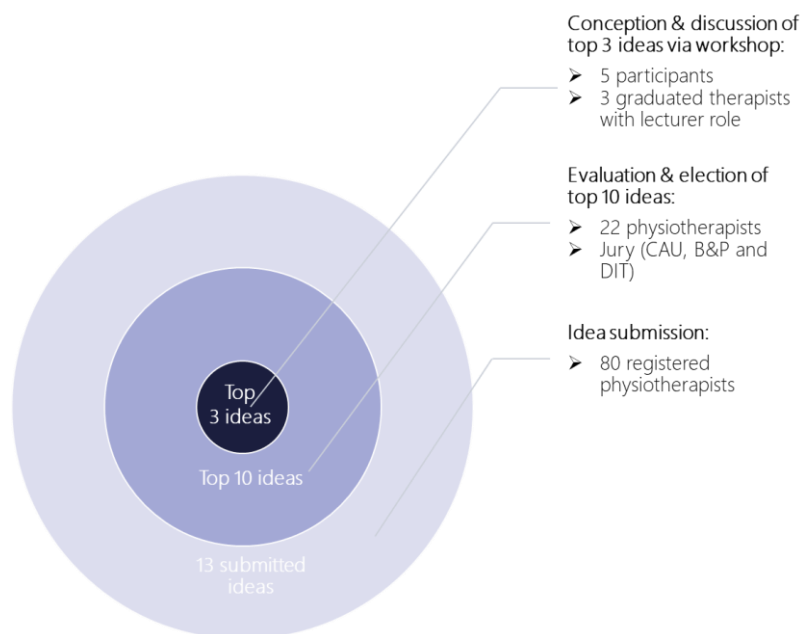 Conception & discussion of
top 3 ideas via workshop:
➤ 5 participants
➤ 3 graduated therapists
with lecturer role
Evaluation & election of
top 10 ideas:
➤ 22 physiotherapists
➤ Jury (CAU, B&P and
DIT)
Idea submission:
➤ 80 registered
physiotherapists
Top
3 ideas
Top 10 ideas
13 submitted
ideas